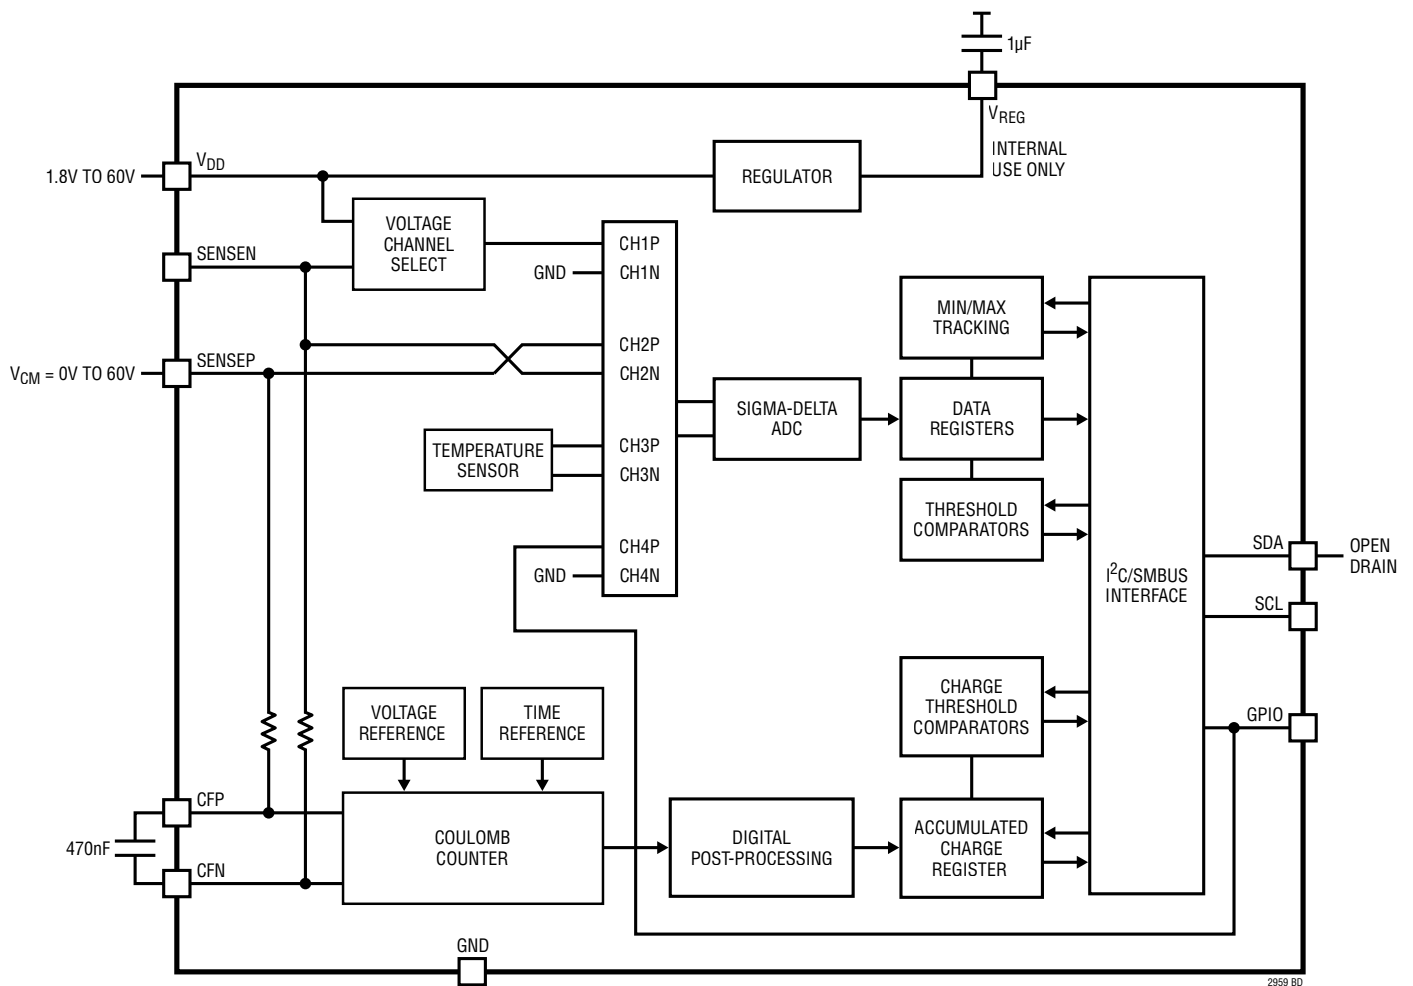 1µF
VREG
INTERNAL
USE ONLY
1.8V TO 60V
VDD
REGULATOR
VOLTAGE
CHANNEL
SELECT
SENSEN
CH1P
GND
CH1N
MIN/MAX
TRACKING
CH2P
SENSEP
VCM = 0V TO 60V
CH2N
SIGMA-DELTA
ADC
DATA
REGISTERS
TEMPERATURE
SENSOR
CH3P
CH3N
THRESHOLD
COMPARATORS
CH4P
GND
CH4N
I2C/SMBUS
INTERFACE
SDA
OPEN
DRAIN
SCL
GPIO
CHARGE
THRESHOLD
COMPARATORS
VOLTAGE
REFERENCE
TIME
REFERENCE
CFP
470nF
CFN
COULOMB
COUNTER
DIGITAL
POST-PROCESSING
ACCUMULATED
CHARGE
REGISTER
GND
2959 BD